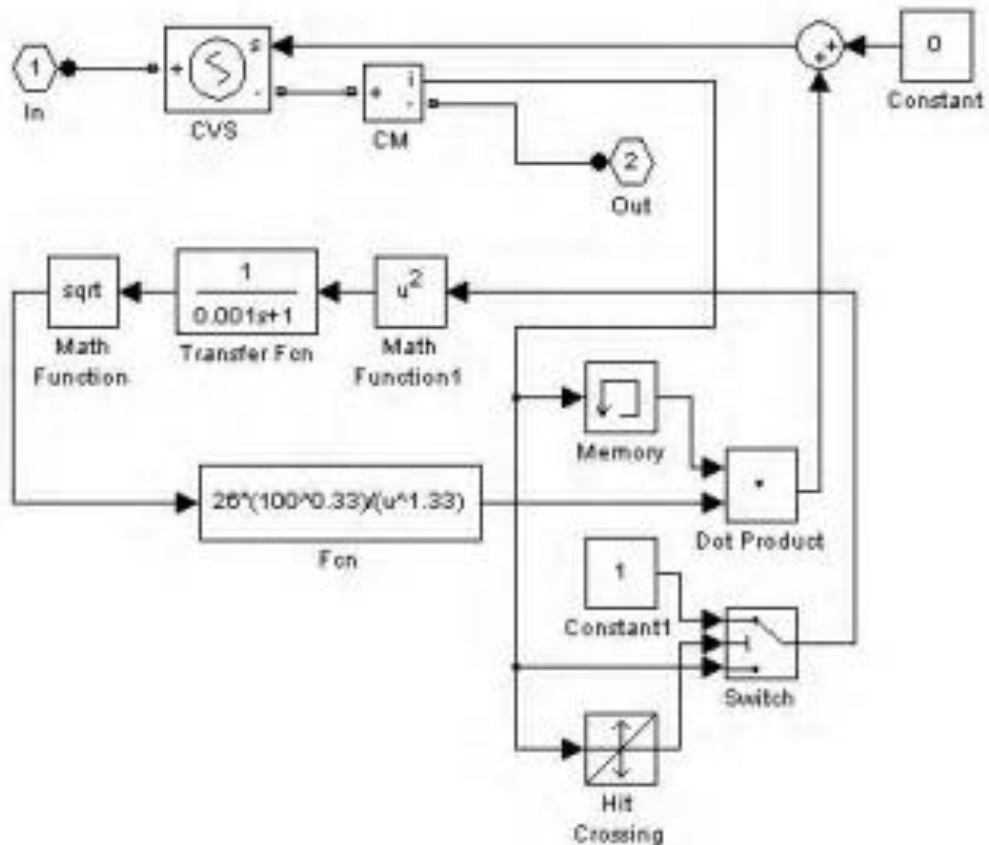 s
+
-
CVS
1
In
+
i
-
CM
+
+
0
Constant
2
Out
sqrt
Math
Function
1
0.001s+1
Transfer Fcn
u^2
Math
Function1
Memory
26*(100^0.33)/(u^1.33)
Fcn
Dot Product
1
Constant1
Switch
Hit
Crossing